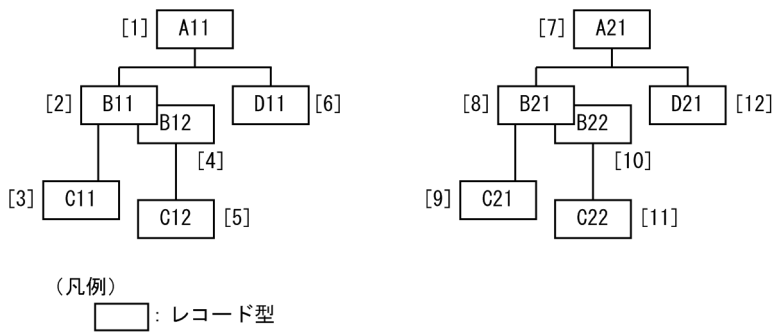 [1] A11 [7] A21
[2] B11 D11 [6] [8] B21 D21 [12]
B12 B22
[4] [10]
[3] C11 [9] C21
C12 [5] C22 [11]
（凡例）
：レコード型